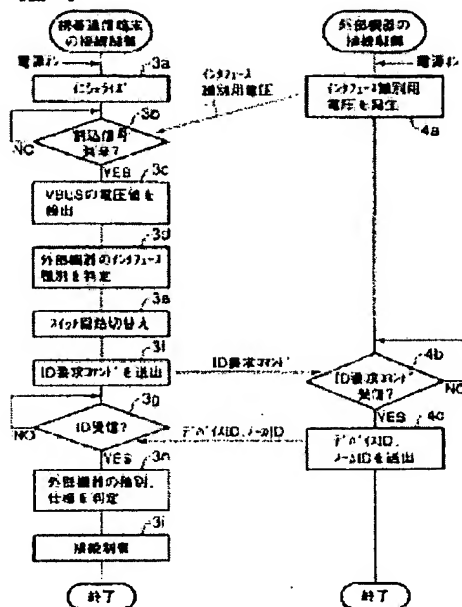 携帯通信端末
の接続制御
外部機器の
接続制御
電源オン
電源オン
3a
イニシャライズ
インタフェース
識別用電圧
インタフェース識別用
電圧を発生
4a
3b
割込信号
発生?
NO
YES
3c
VBUSの電圧値を
検出
3d
外部機器のインタフェース
種別を判定
3e
スイッチ回路切替え
3f
ID要求コマンドを送出
ID要求コマンド
4b
ID要求コマンド
受信?
NO
YES
3g
ID受信?
NO
YES
デバイスID、メーカID
4c
デバイスID、
メーカIDを送出
3h
外部機器の種別、
仕様を判定
3i
接続制御
終了
終了